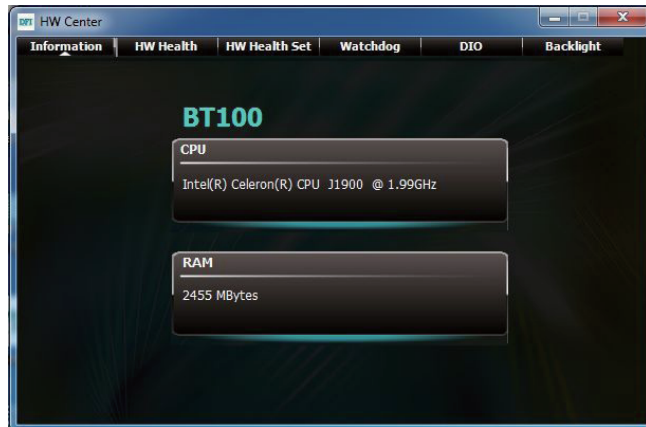 DFI HW Center
Information HW Health HW Health Set Watchdog DIO Backlight
BT100
CPU
Intel(R) Celeron(R) CPU J1900 @ 1.99GHz
RAM
2455 MBytes